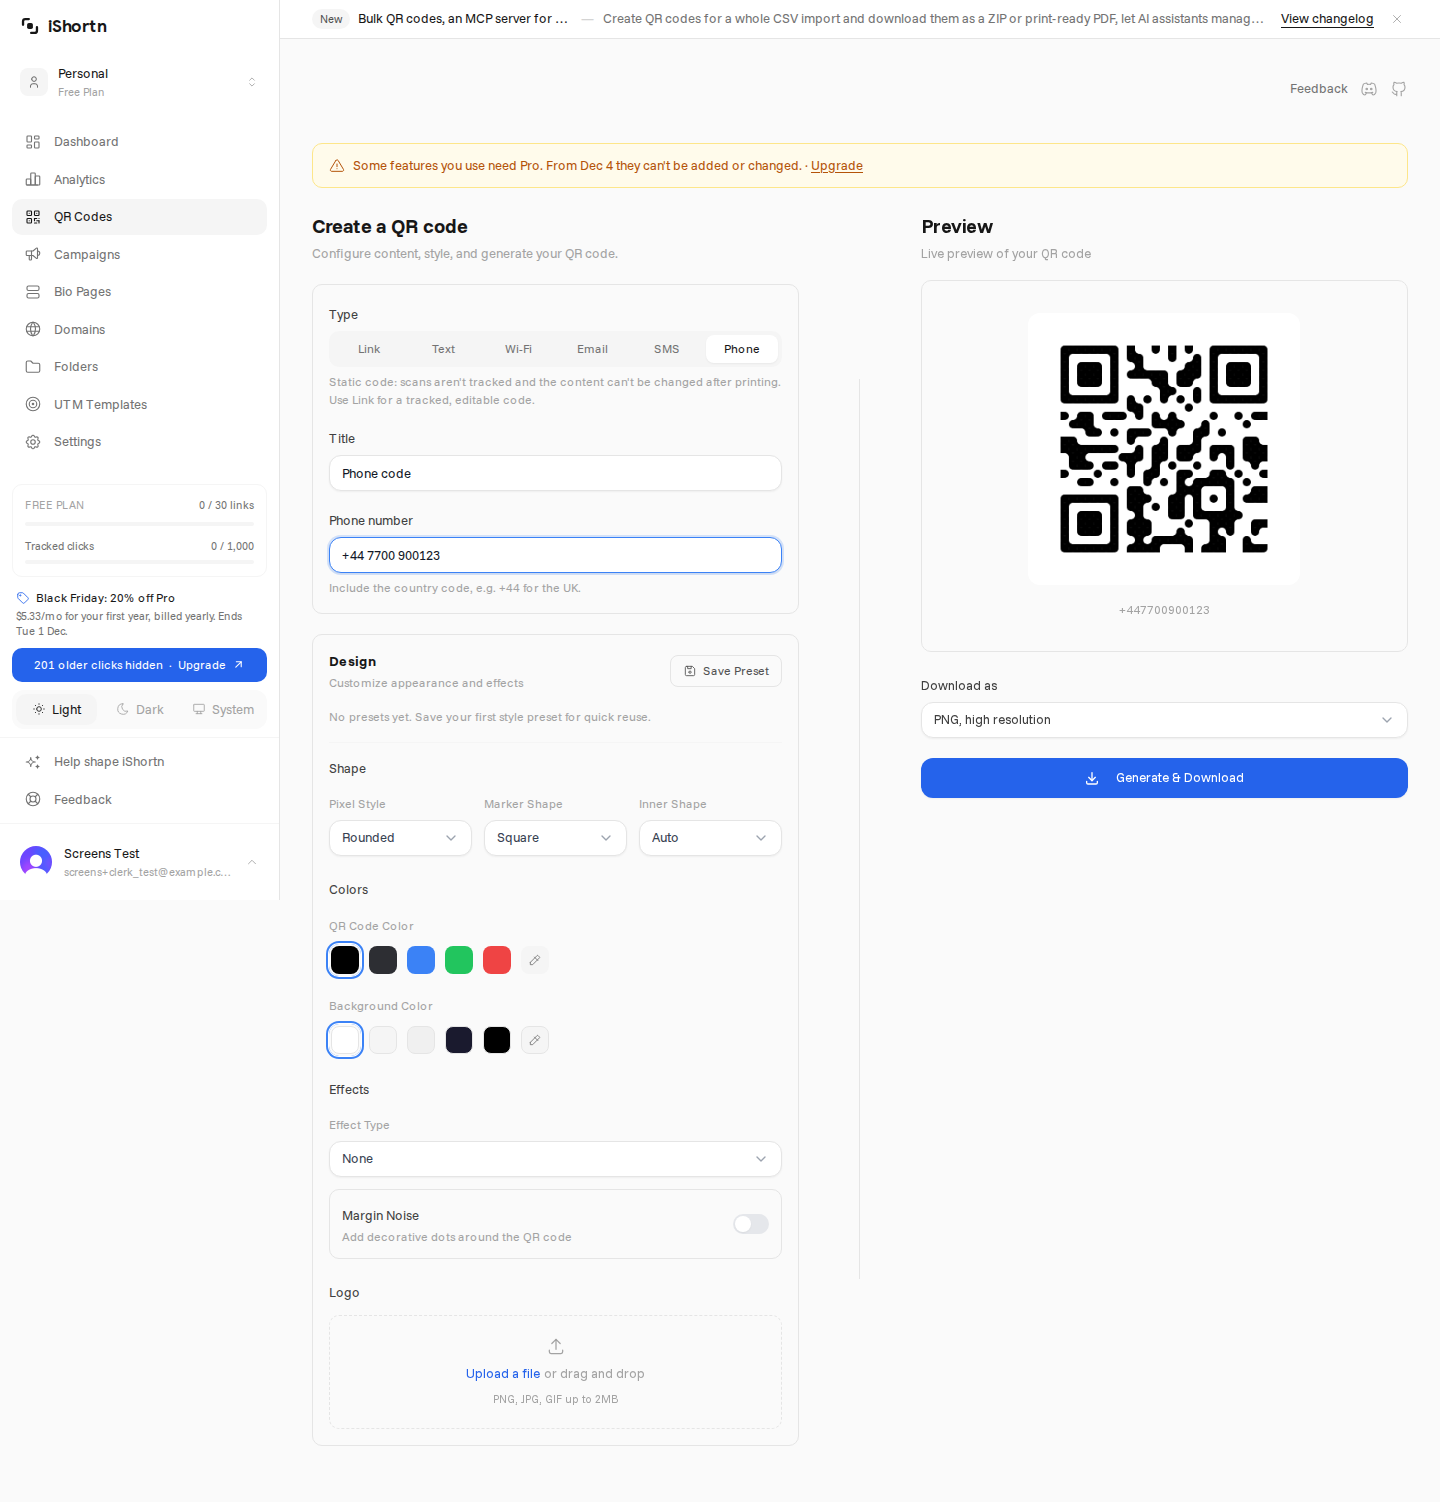 iShortn
Personal
Free Plan
Dashboard
Analytics
QR Codes
Campaigns
Bio Pages
Domains
Folders
UTM Templates
Settings
FREE PLAN 0 / 30 links
Tracked clicks 0 / 1,000
Black Friday: 20% off Pro
$5.33/mo for your first year, billed yearly. Ends
Tue 1 Dec.
201 older clicks hidden · Upgrade
Light Dark System
Help shape iShortn
Feedback
Screens Test
screens+clerk_test@example.c...
New Bulk QR codes, an MCP server for ... — Create QR codes for a whole CSV import and download them as a ZIP or print-ready PDF, let AI assistants manag... View changelog
Feedback
Some features you use need Pro. From Dec 4 they can't be added or changed. · Upgrade
Create a QR code
Configure content, style, and generate your QR code.
Type
Link Text Wi-Fi Email SMS Phone
Static code: scans aren't tracked and the content can't be changed after printing.
Use Link for a tracked, editable code.
Title
Phone code
Phone number
+44 7700 900123
Include the country code, e.g. +44 for the UK.
Design
Customize appearance and effects
Save Preset
No presets yet. Save your first style preset for quick reuse.
Shape
Pixel Style Marker Shape Inner Shape
Rounded Square Auto
Colors
QR Code Color
Background Color
Effects
Effect Type
None
Margin Noise
Add decorative dots around the QR code
Logo
Upload a file or drag and drop
PNG, JPG, GIF up to 2MB
Preview
Live preview of your QR code
+447700900123
Download as
PNG, high resolution
Generate & Download